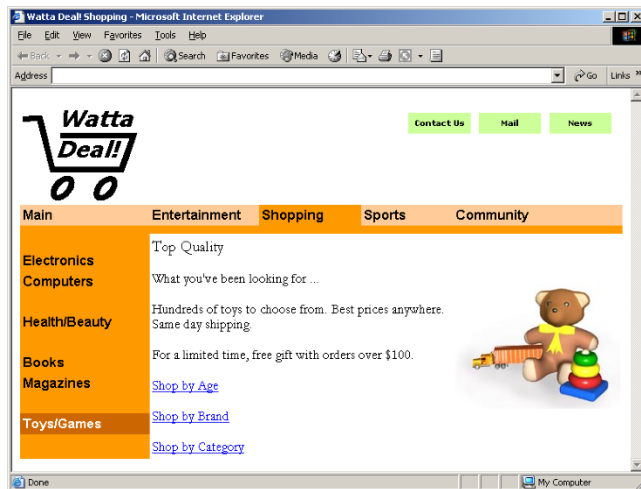 Watta Deal! Shopping - Microsoft Internet Explorer
File Edit View Favorites Tools Help
Back Search Favorites Media
Address Go Links »
Watta
Deal!
Contact Us Mail News
Main Entertainment Shopping Sports Community
Electronics
Computers
Health/Beauty
Books
Magazines
Toys/Games
Top Quality
What you've been looking for ...
Hundreds of toys to choose from. Best prices anywhere.
Same day shipping.
For a limited time, free gift with orders over $100.
Shop by Age
Shop by Brand
Shop by Category
Done My Computer